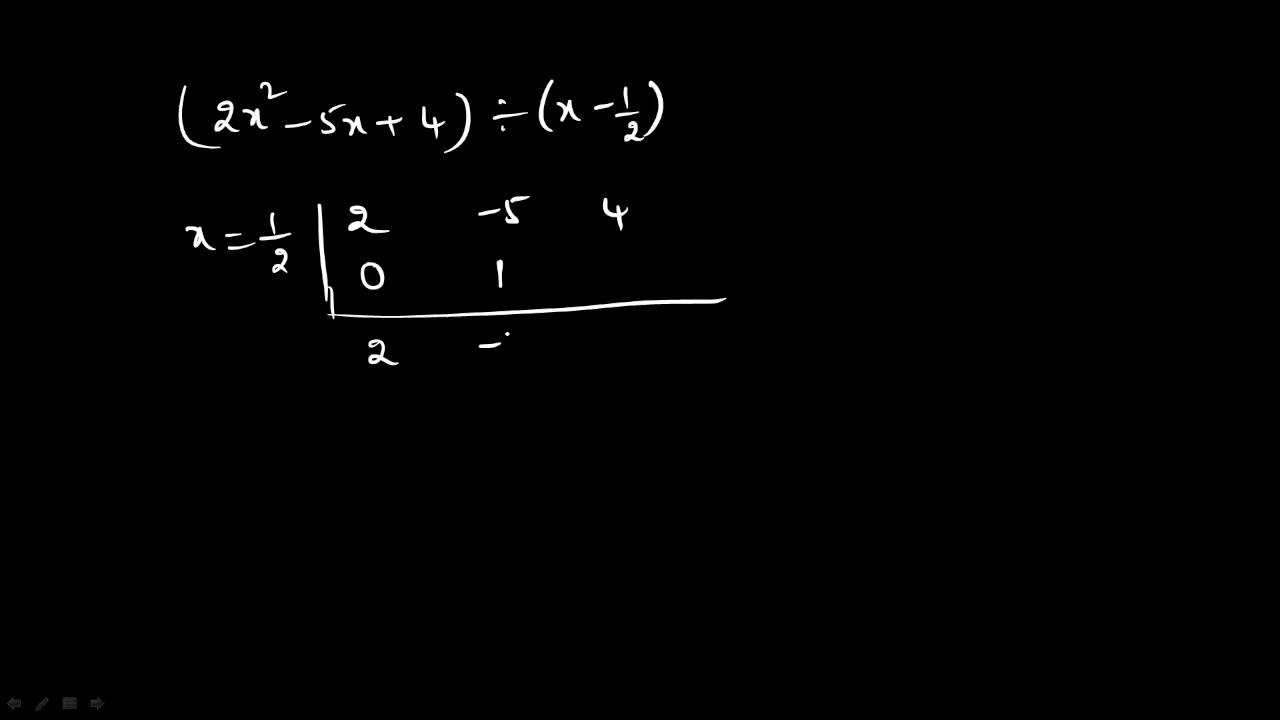 (2x² - 5x + 4) ÷ (x - 1/2)
x = 1/2 | 2 -5 4
0 1
2 -